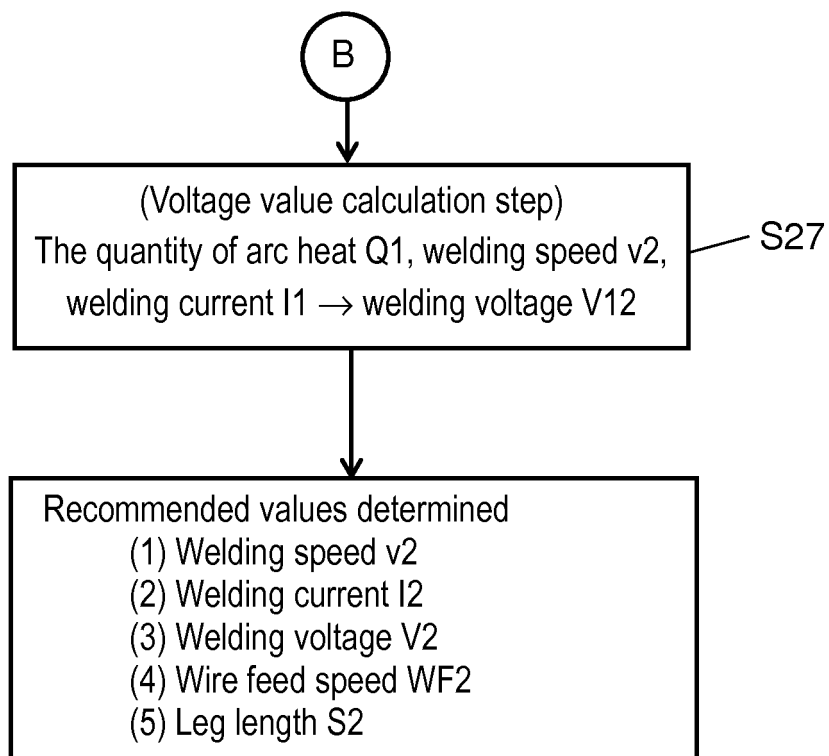 B
(Voltage value calculation step)
The quantity of arc heat Q1, welding speed v2,
welding current I1 → welding voltage V12
S27
Recommended values determined
(1) Welding speed v2
(2) Welding current I2
(3) Welding voltage V2
(4) Wire feed speed WF2
(5) Leg length S2